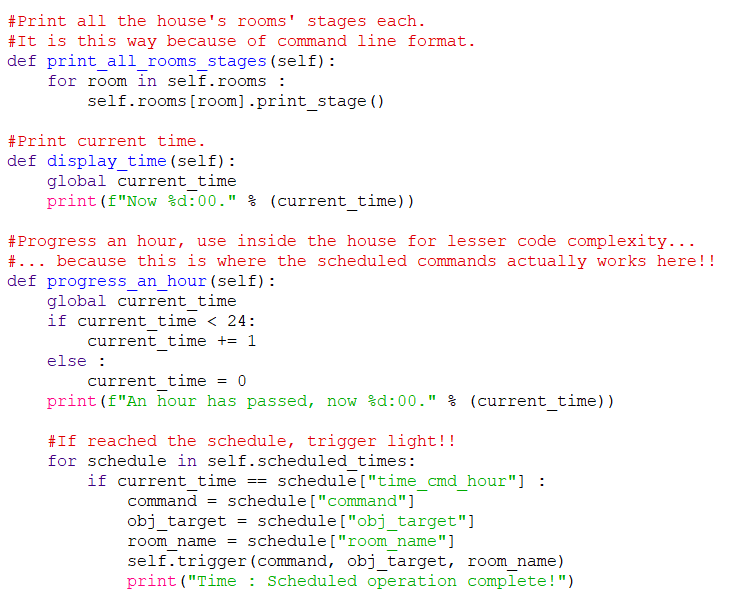 #Print all the house's rooms' stages each.
#It is this way because of command line format.
def print_all_rooms_stages(self):
    for room in self.rooms :
        self.rooms[room].print_stage()

#Print current time.
def display_time(self):
    global current_time
    print(f"Now %d:00." % (current_time))

#Progress an hour, use inside the house for lesser code complexity...
#... because this is where the scheduled commands actually works here!!
def progress_an_hour(self):
    global current_time
    if current_time < 24:
        current_time += 1
    else :
        current_time = 0
    print(f"An hour has passed, now %d:00." % (current_time))

    #If reached the schedule, trigger light!!
    for schedule in self.scheduled_times:
        if current_time == schedule["time_cmd_hour"] :
            command = schedule["command"]
            obj_target = schedule["obj_target"]
            room_name = schedule["room_name"]
            self.trigger(command, obj_target, room_name)
            print("Time : Scheduled operation complete!")